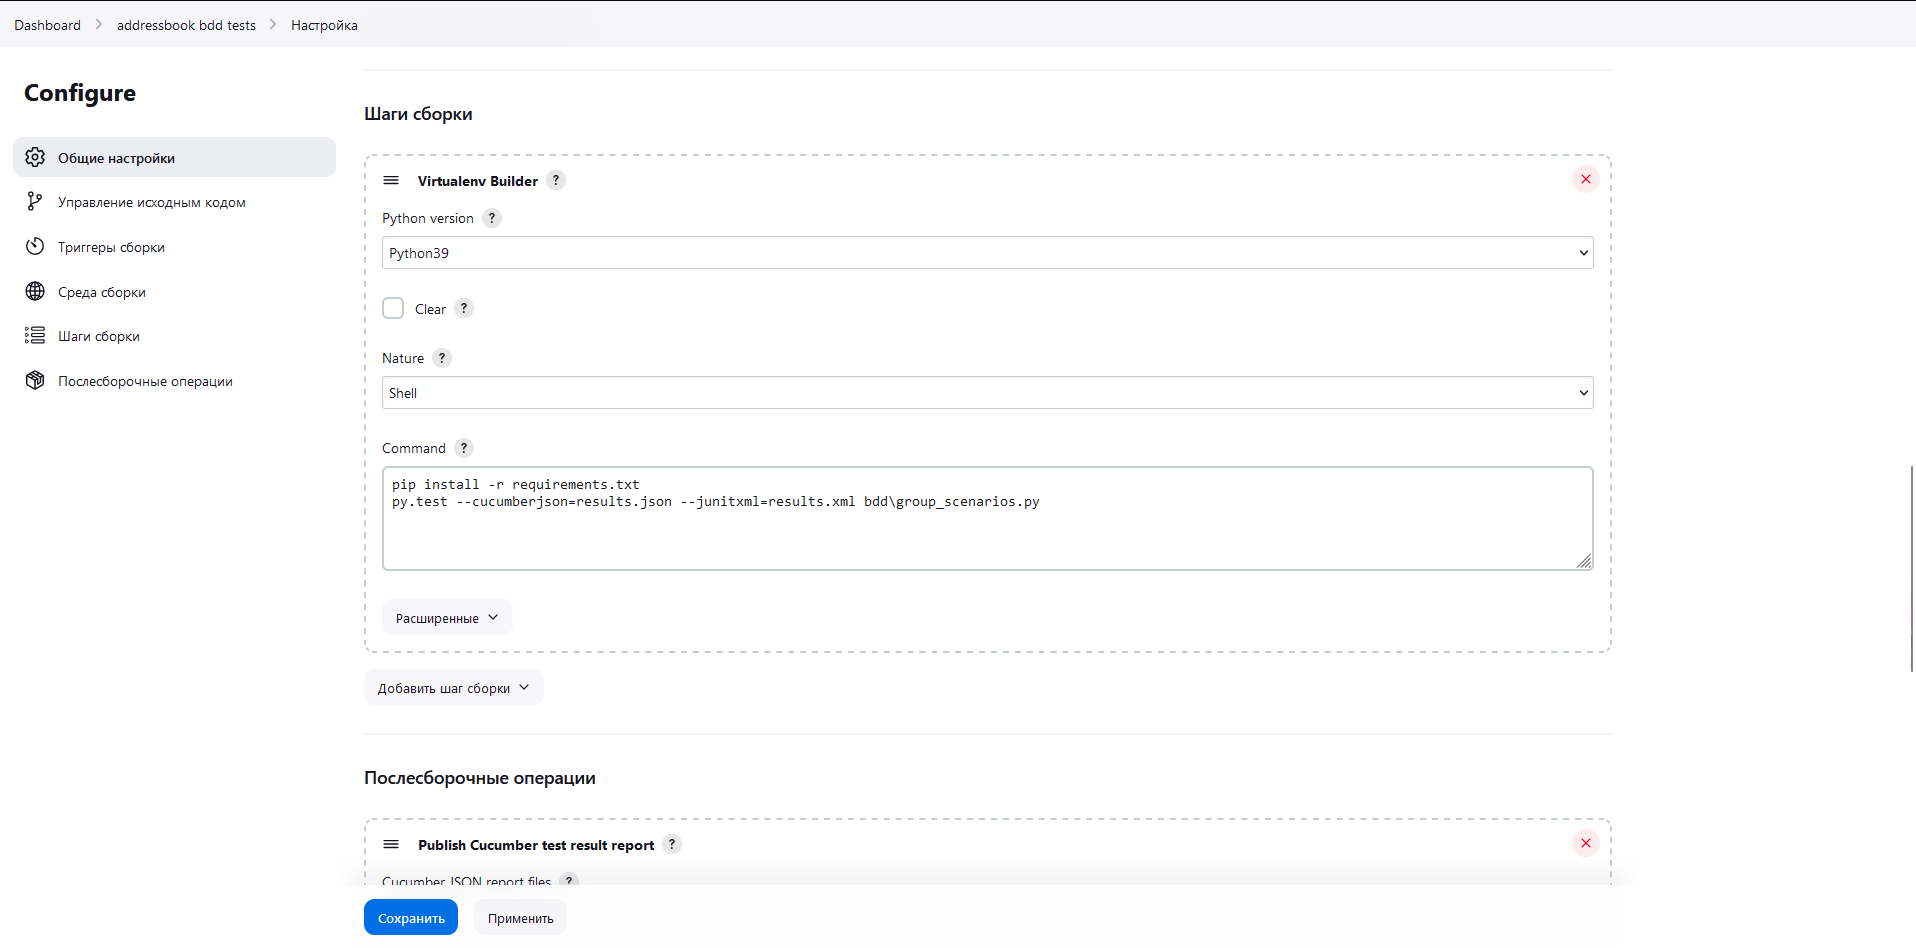 Dashboard > addressbook bdd tests > Настройка
Configure
Общие настройки
Управление исходным кодом
Триггеры сборки
Среда сборки
Шаги сборки
Послесборочные операции
Шаги сборки
Virtualenv Builder ?
Python version ?
Python39
Clear ?
Nature ?
Shell
Command ?
pip install -r requirements.txt
py.test --cucumberjson=results.json --junitxml=results.xml bdd\group_scenarios.py
Расширенные
Добавить шаг сборки
Послесборочные операции
Publish Cucumber test result report ?
Cucumber JSON report files ?
Сохранить
Применить